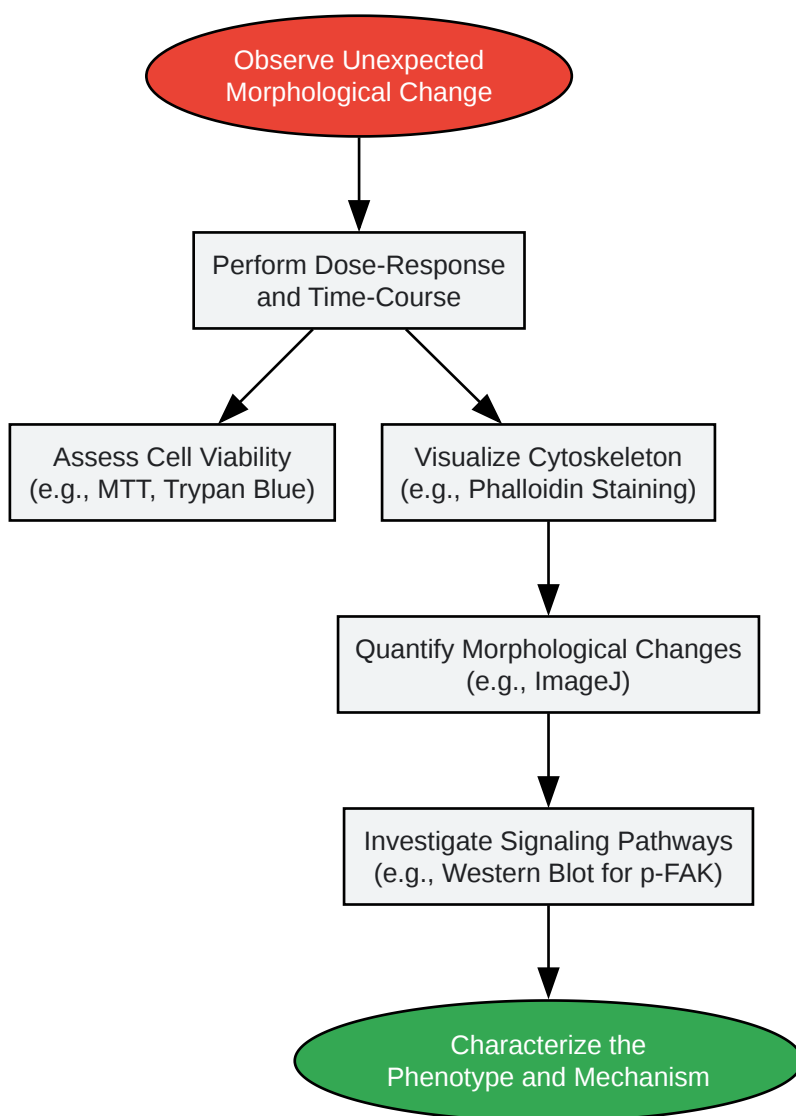 Observe Unexpected
Morphological Change
Perform Dose-Response
and Time-Course
Assess Cell Viability
(e.g., MTT, Trypan Blue)
Visualize Cytoskeleton
(e.g., Phalloidin Staining)
Quantify Morphological Changes
(e.g., ImageJ)
Investigate Signaling Pathways
(e.g., Western Blot for p-FAK)
Characterize the
Phenotype and Mechanism